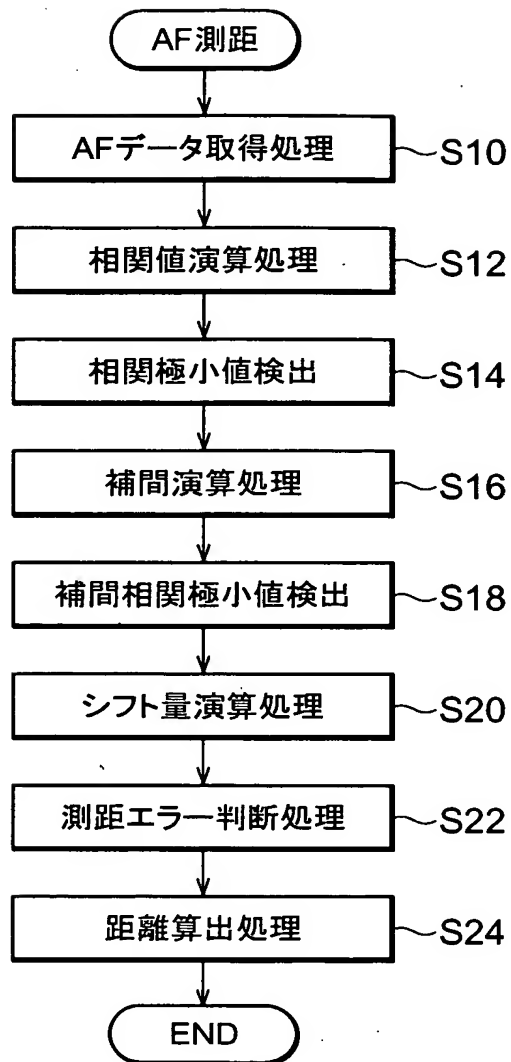 AF測距
AFデータ取得処理 S10
相関値演算処理 S12
相関極小値検出 S14
補間演算処理 S16
補間相関極小値検出 S18
シフト量演算処理 S20
測距エラー判断処理 S22
距離算出処理 S24
END